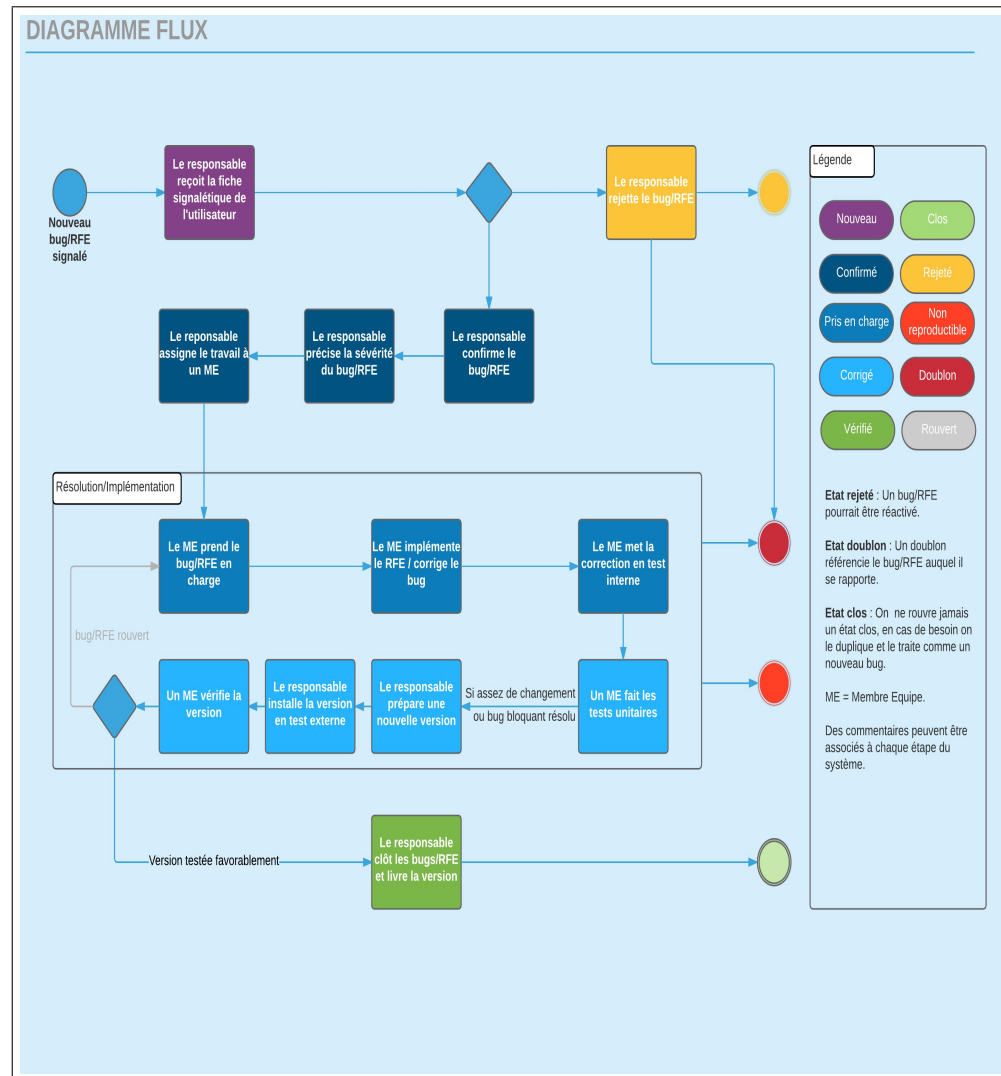 DIAGRAMME FLUX
Nouveau
bug/RFE
signalé
Le responsable
reçoit la fiche
signalétique de
l'utilisateur
Le responsable
rejette le bug/RFE
Le reponsable
assigne le travail à
un ME
Le responsable
précise la sévérité
du bug/RFE
Le responsable
confirme le
bug/RFE
Résolution/Implémentation
Le ME prend le
bug/RFE en
charge
Le ME implémente
le RFE / corrige le
bug
Le ME met la
correction en test
interne
bug/RFE rouvert
Un ME vérifie la
version
Le responsable
installe la version
en test externe
Le responsable
prépare une
nouvelle version
Si assez de changement
ou bug bloquant résolu
Un ME fait les
tests unitaires
Version testée favorablement
Le responsable
clôt les bugs/RFE
et livre la version
Légende
Nouveau
Clos
Confirmé
Rejeté
Pris en charge
Non
reproductible
Corrigé
Doublon
Vérifié
Rouvert
Etat rejeté : Un bug/RFE
pourrait être réactivé.
Etat doublon : Un doublon
référencie le bug/RFE auquel il
se rapporte.
Etat clos : On ne rouvre jamais
un état clos, en cas de besoin on
le duplique et le traite comme un
nouveau bug.
ME = Membre Equipe.
Des commentaires peuvent être
associés à chaque étape du
système.